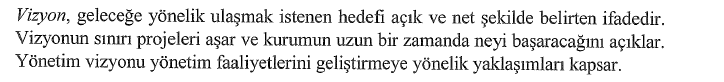 Vizyon, geleceğe yönelik ulaşmak istenen hedefi açık ve net şekilde belirten ifadedir.
Vizyonun sınırı projeleri aşar ve kurumun uzun bir zamanda neyi başaracağını açıklar.
Yönetim vizyonu yönetim faaliyetlerini geliştirmeye yönelik yaklaşımları kapsar.